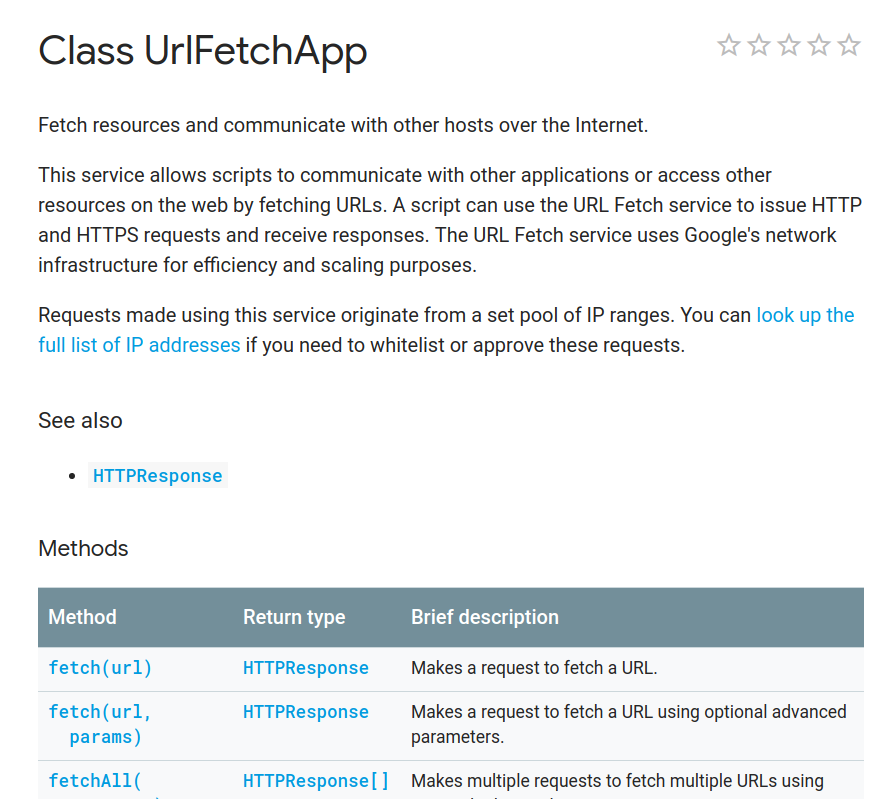 Class UrlFetchApp
Fetch resources and communicate with other hosts over the Internet.
This service allows scripts to communicate with other applications or access other
resources on the web by fetching URLs. A script can use the URL Fetch service to issue HTTP
and HTTPS requests and receive responses. The URL Fetch service uses Google's network
infrastructure for efficiency and scaling purposes.
Requests made using this service originate from a set pool of IP ranges. You can look up the
full list of IP addresses if you need to whitelist or approve these requests.
See also
• HTTPResponse
Methods
Method Return type Brief description
fetch(url) HTTPResponse Makes a request to fetch a URL.
fetch(url, HTTPResponse Makes a request to fetch a URL using optional advanced
params) parameters.
fetchAll( HTTPResponse[] Makes multiple requests to fetch multiple URLs using